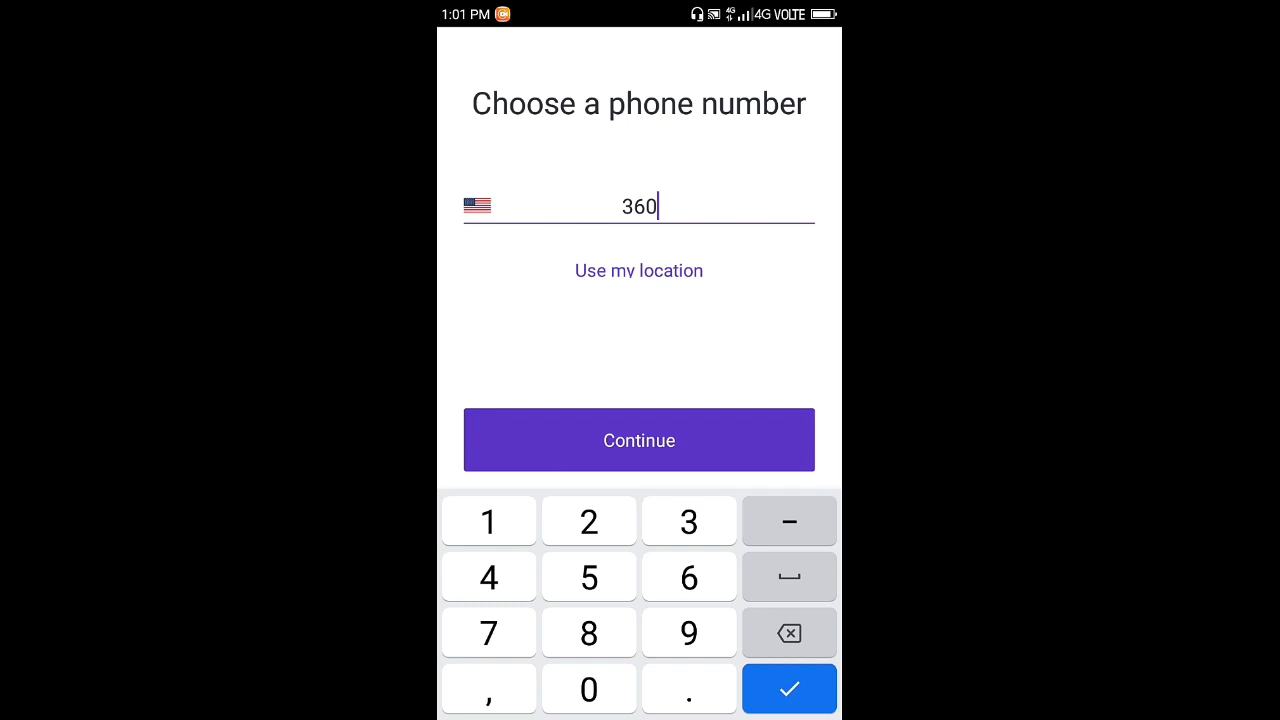 1:01 PM 4G 4G VOLTE
Choose a phone number
360
Use my location
Continue
1 2 3 -
4 5 6
7 8 9
, 0 .